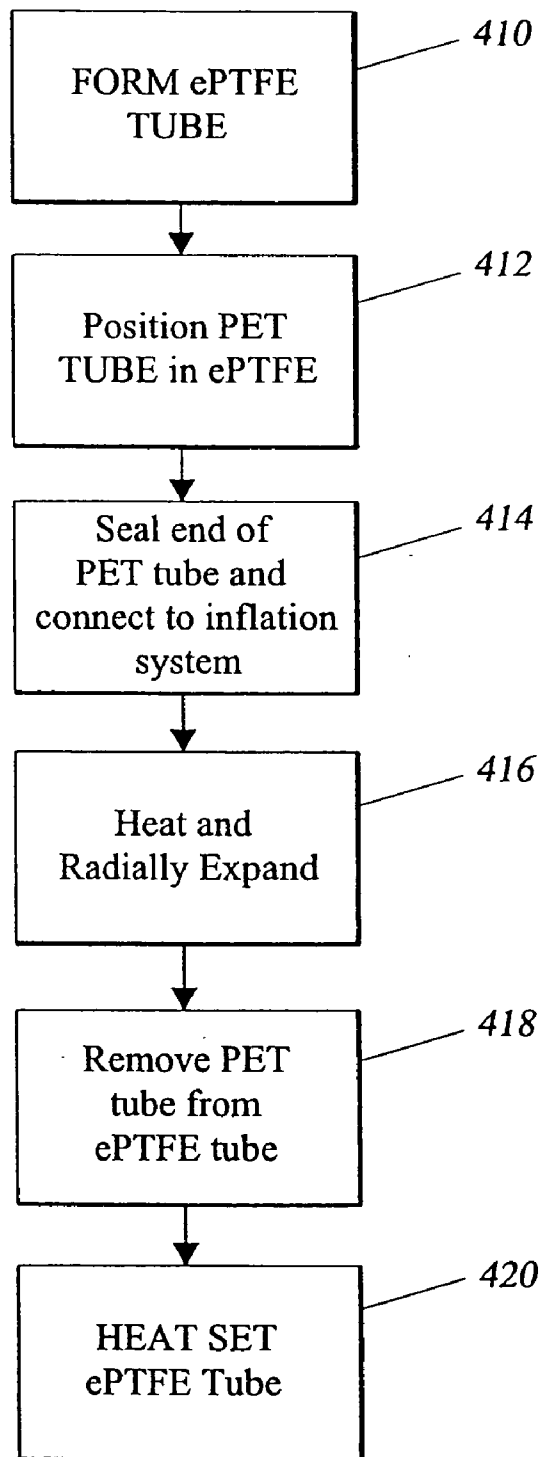 410
FORM ePTFE
TUBE
412
Position PET
TUBE in ePTFE
414
Seal end of
PET tube and
connect to inflation
system
416
Heat and
Radially Expand
418
Remove PET
tube from
ePTFE tube
420
HEAT SET
ePTFE Tube